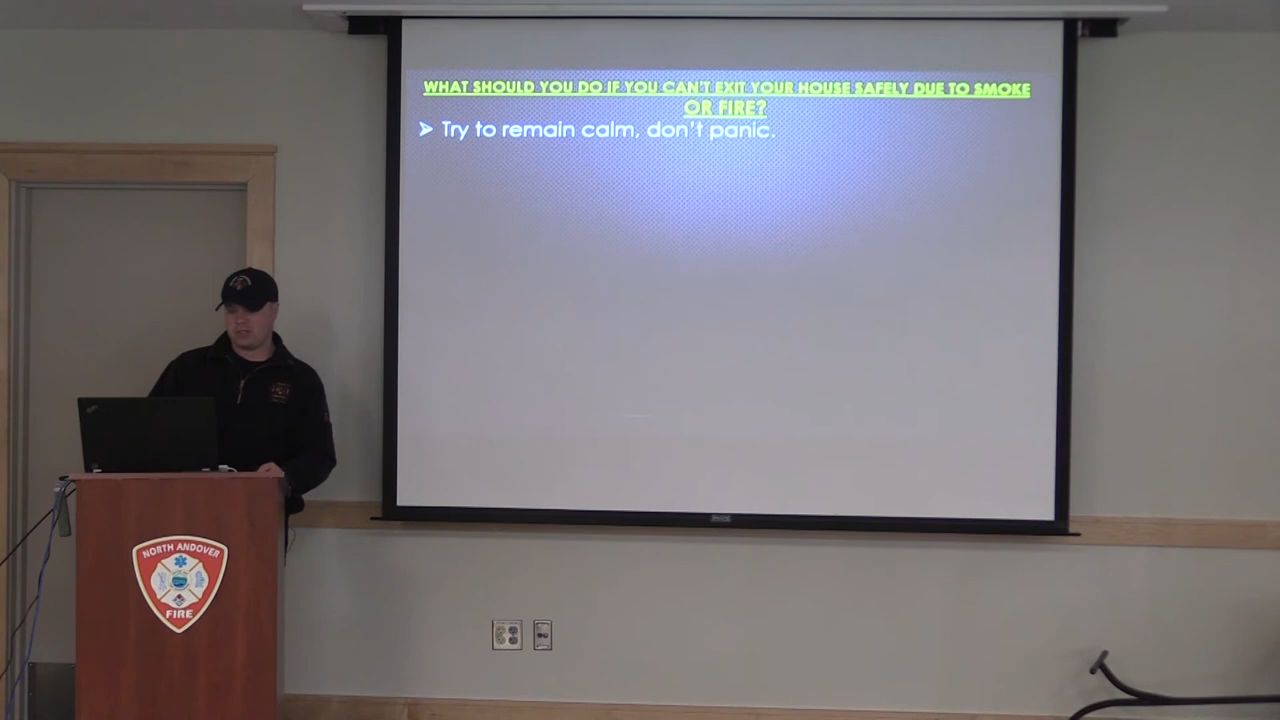 WHAT SHOULD YOU DO IF YOU CAN'T EXIT YOUR HOUSE SAFELY DUE TO SMOKE
OR FIRE?
➤ Try to remain calm, don't panic.
NORTH ANDOVER
FIRE